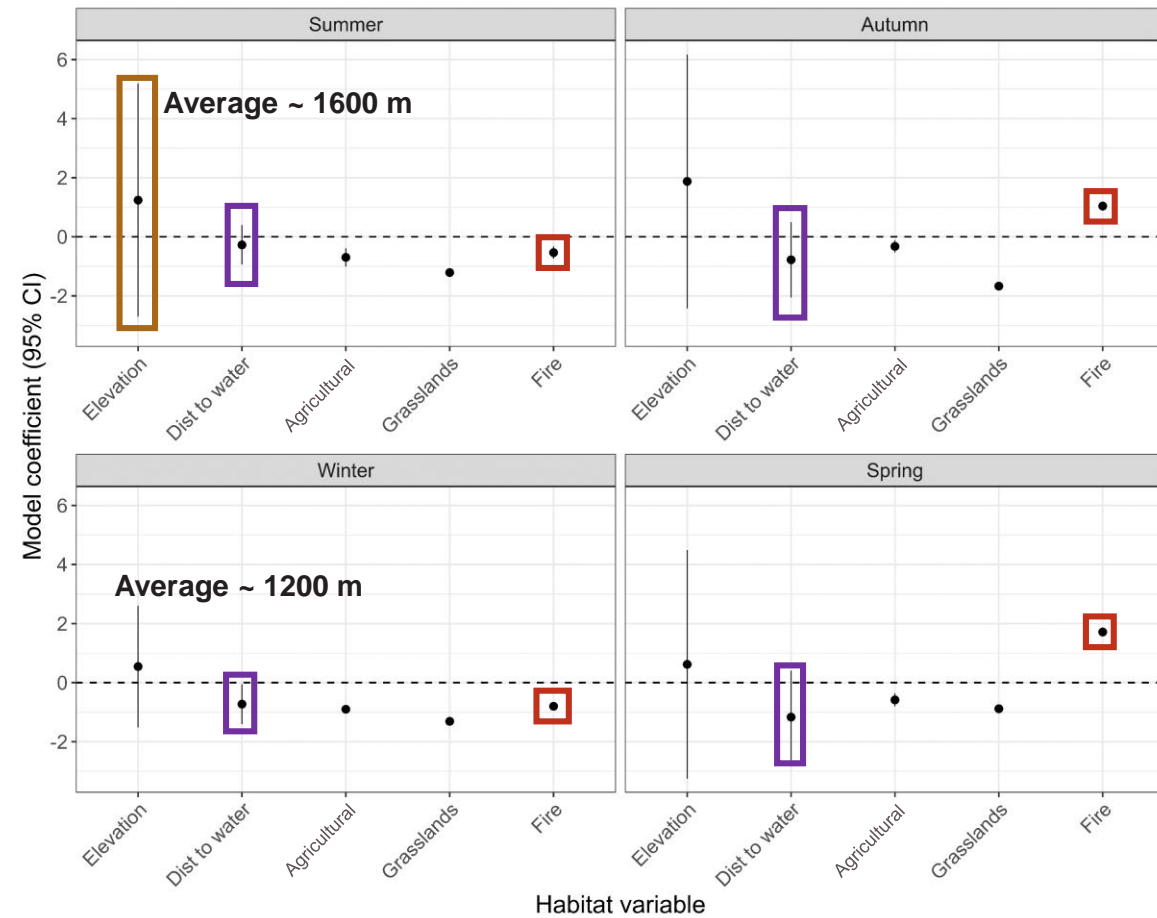 Summer
Autumn
6
4
2
0
-2
Average ~ 1600 m
Elevation
Dist to water
Agricultural
Grasslands
Fire
Elevation
Dist to water
Agricultural
Grasslands
Fire
Model coefficient (95% CI)
Winter
Spring
6
4
2
0
-2
Average ~ 1200 m
Elevation
Dist to water
Agricultural
Grasslands
Fire
Elevation
Dist to water
Agricultural
Grasslands
Fire
Habitat variable